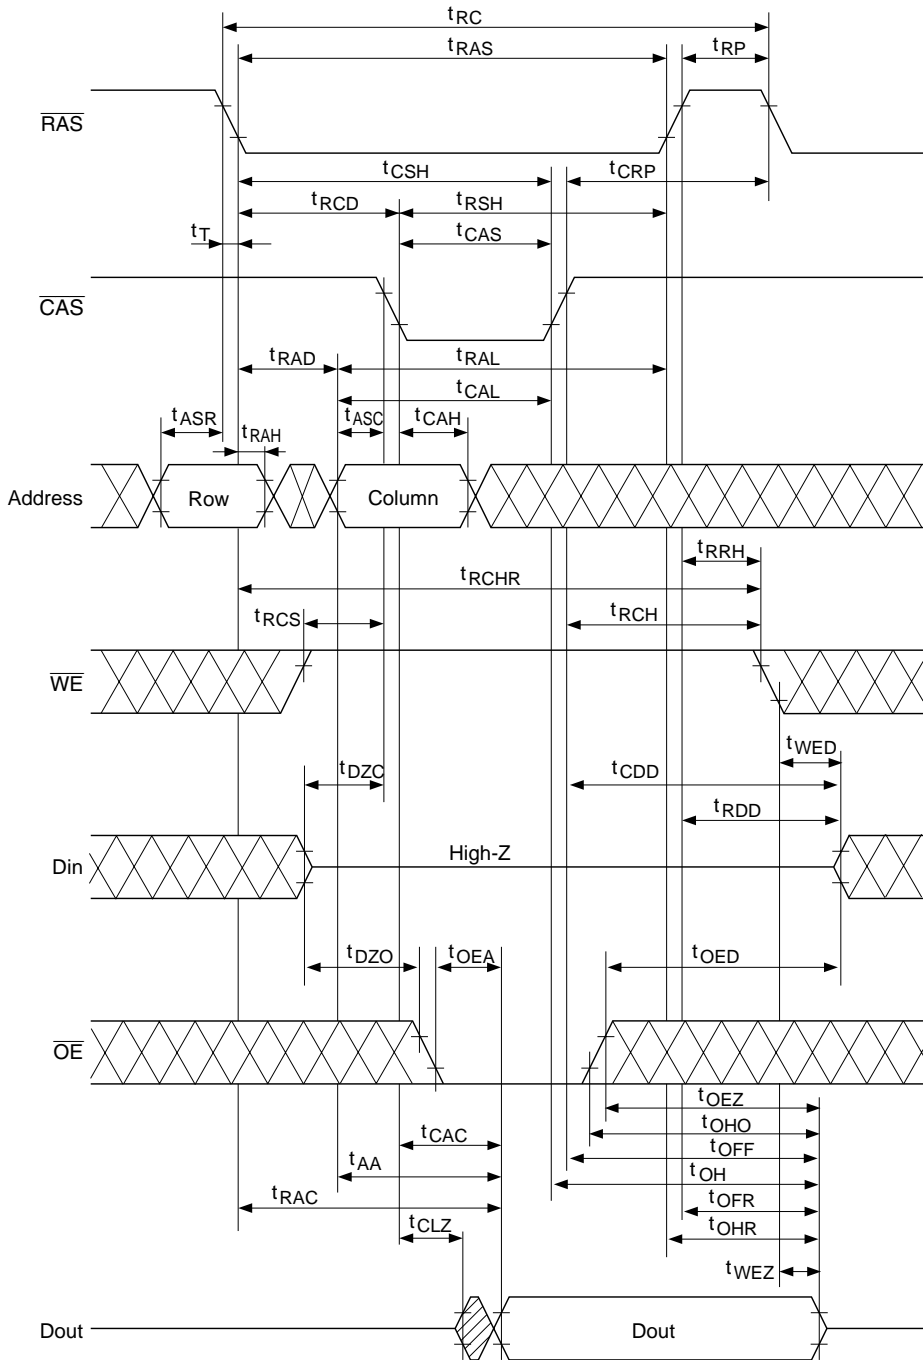 tRC
tRAS
tRP
RAS
tCSH
tCRP
tRCD
tRSH
tT
tCAS
CAS
tRAD
tRAL
tCAL
tASR
tASC
tCAH
tRAH
Address
Row
Column
tRRH
tRCHR
tRCS
tRCH
WE
tWED
tDZC
tCDD
tRDD
High-Z
Din
tDZO
tOEA
tOED
OE
tOEZ
tOHO
tCAC
tOFF
tAA
tOH
tRAC
tOFR
tCLZ
tOHR
tWEZ
Dout
Dout